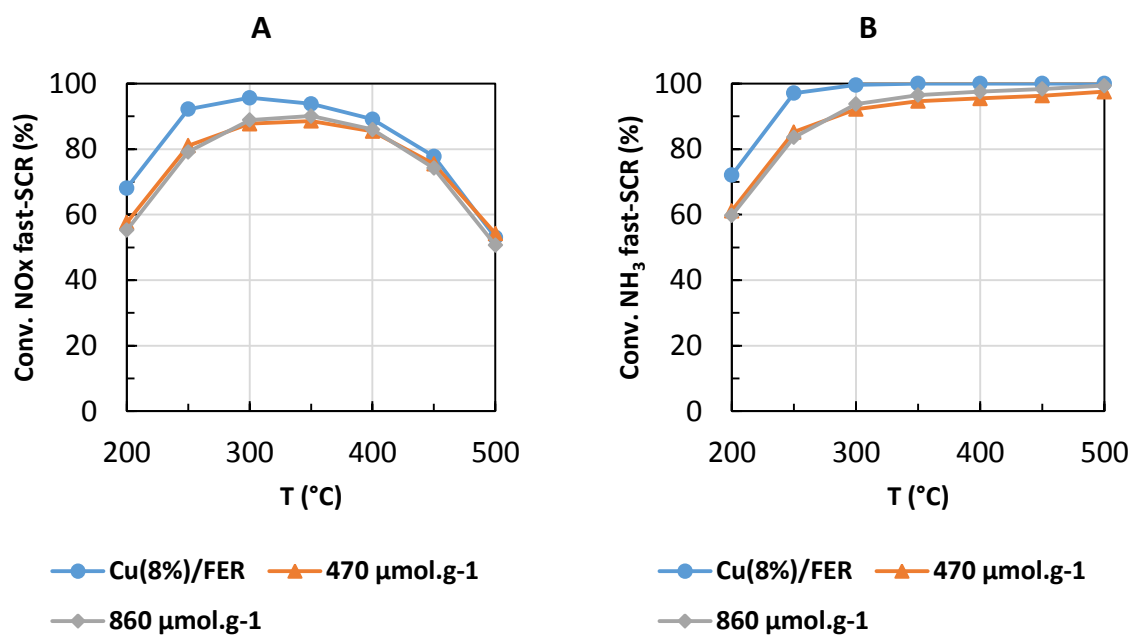 A
Conv. NOx fast-SCR (%)
100
80
60
40
20
0
200
300
400
500
T (°C)
Cu(8%)/FER
470 µmol.g-1
860 µmol.g-1
B
Conv. NH₃ fast-SCR (%)
100
80
60
40
20
0
200
300
400
500
T (°C)
Cu(8%)/FER
470 µmol.g-1
860 µmol.g-1